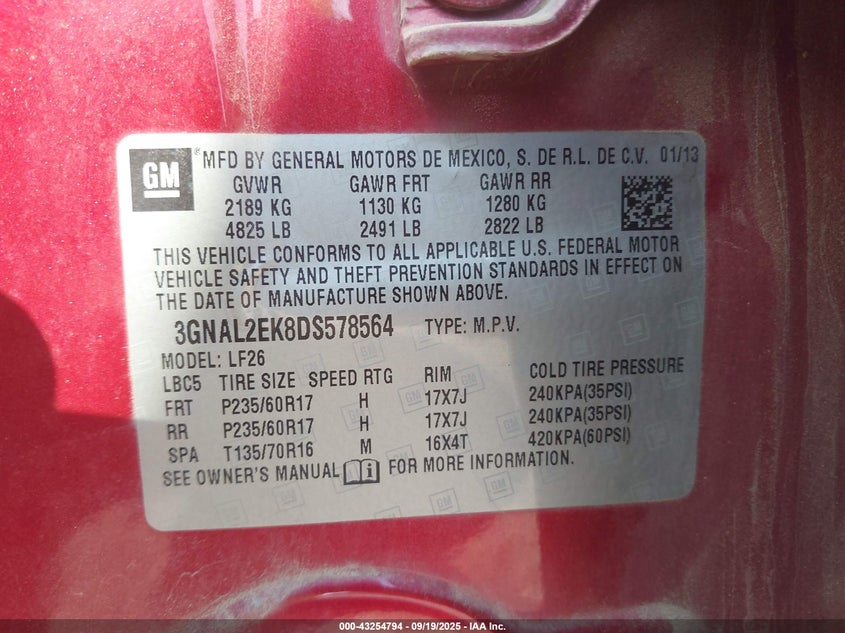 GM ® MFD BY GENERAL MOTORS DE MEXICO, S. DE R.L. DE C.V. 01/13
GVWR GAWR FRT GAWR RR
2189 KG 1130 KG 1280 KG
4825 LB 2491 LB 2822 LB
THIS VEHICLE CONFORMS TO ALL APPLICABLE U.S. FEDERAL MOTOR
VEHICLE SAFETY AND THEFT PREVENTION STANDARDS IN EFFECT ON
THE DATE OF MANUFACTURE SHOWN ABOVE.
3GNAL2EK8DS578564 TYPE: M.P.V.
MODEL: LF26
LBC5 TIRE SIZE SPEED RTG RIM COLD TIRE PRESSURE
FRT P235/60R17 H 17X7J 240KPA(35PSI)
RR P235/60R17 H 17X7J 240KPA(35PSI)
SPA T135/70R16 M 16X4T 420KPA(60PSI)
SEE OWNER'S MANUAL FOR MORE INFORMATION.
000-43254794 - 09/19/2025 - IAA Inc.